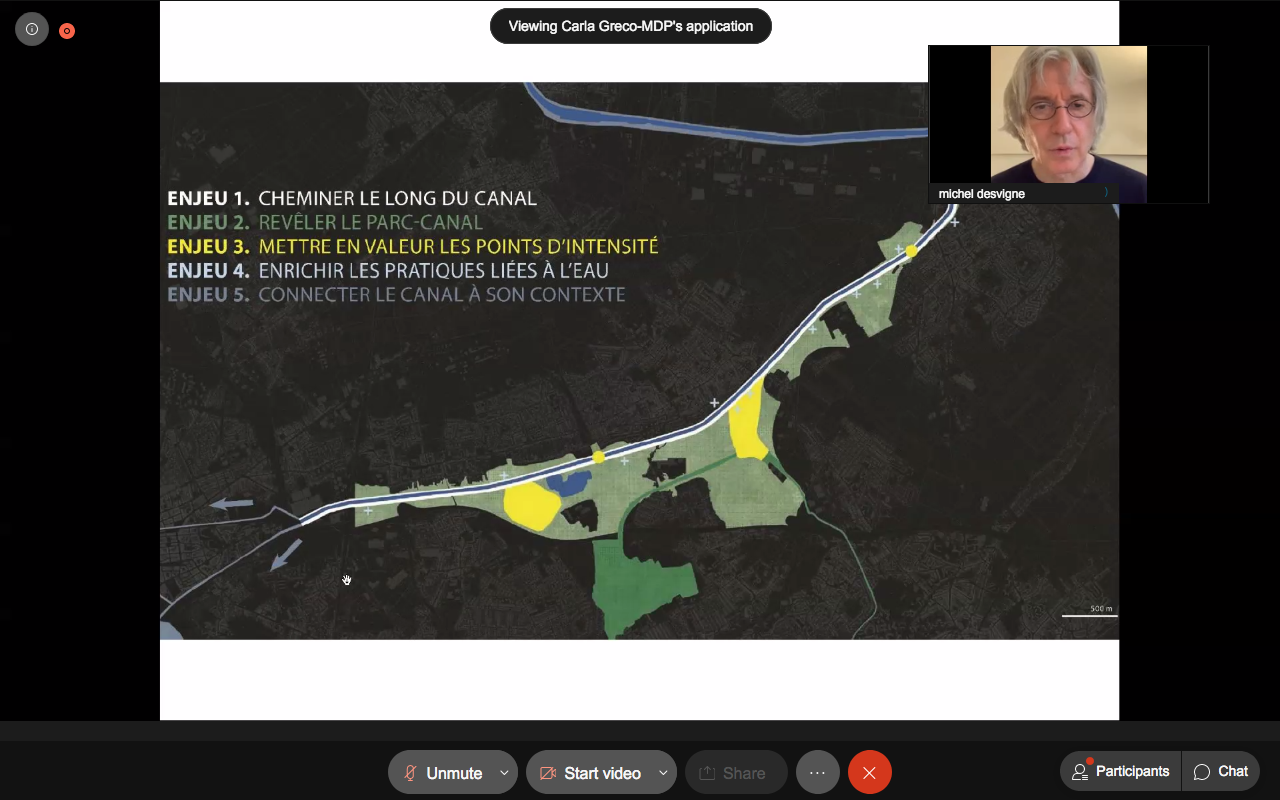 Viewing Carla Greco-MDP's application
michel desvigne
ENJEU 1. CHEMINER LE LONG DU CANAL
ENJEU 2. REVÊLER LE PARC-CANAL
ENJEU 3. METTRE EN VALEUR LES POINTS D'INTENSITÉ
ENJEU 4. ENRICHIR LES PRATIQUES LIÉES À L'EAU
ENJEU 5. CONNECTER LE CANAL À SON CONTEXTE
500 m
Unmute
Start video
Share
Participants
Chat